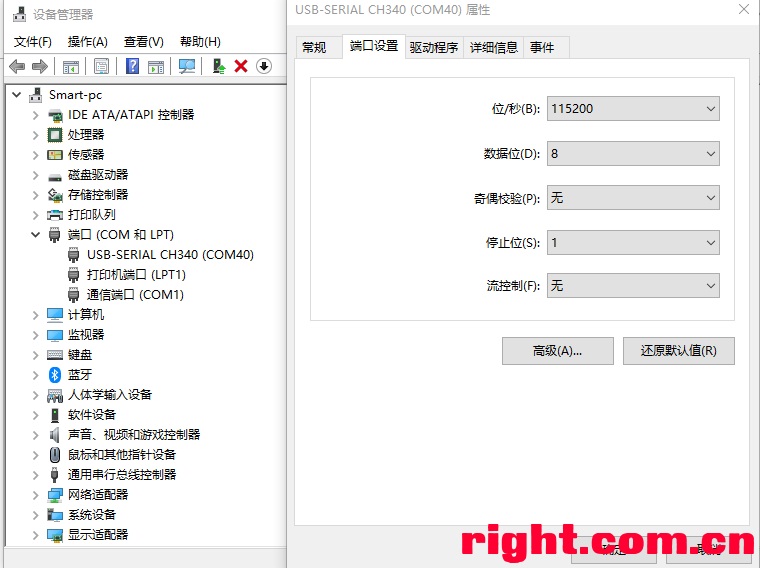 设备管理器
文件(F) 操作(A) 查看(V) 帮助(H)
Smart-pc
IDE ATA/ATAPI 控制器
处理器
传感器
磁盘驱动器
存储控制器
打印队列
端口 (COM 和 LPT)
USB-SERIAL CH340 (COM40)
打印机端口 (LPT1)
通信端口 (COM1)
计算机
监视器
键盘
蓝牙
人体学输入设备
软件设备
声音、视频和游戏控制器
鼠标和其他指针设备
通用串行总线控制器
网络适配器
系统设备
显示适配器
USB-SERIAL CH340 (COM40) 属性
常规 端口设置 驱动程序 详细信息 事件
位/秒(B): 115200
数据位(D): 8
奇偶校验(P): 无
停止位(S): 1
流控制(F): 无
高级(A)... 还原默认值(R)
right.com.cn
确定 取消